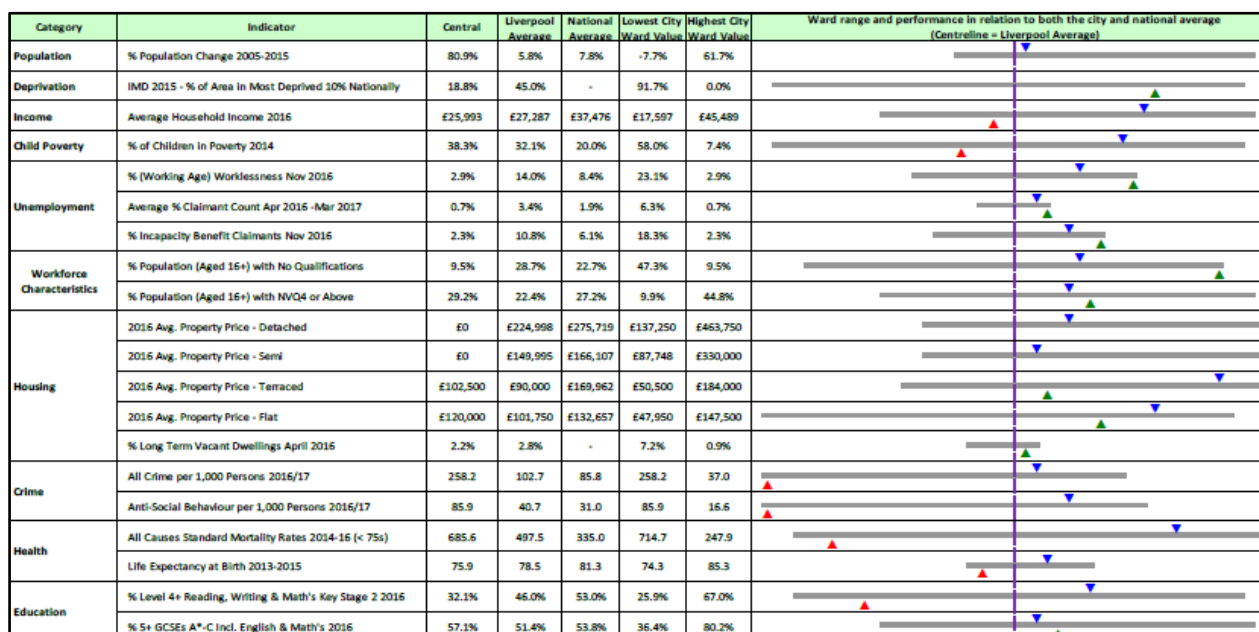 Category Indicator Central Liverpool Average National Average Lowest City Ward Value Highest City Ward Value Ward range and performance in relation to both the city and national average (Centreline = Liverpool Average)
Population % Population Change 2005-2015 80.9% 5.8% 7.8% -7.7% 61.7%
Deprivation IMD 2015 - % of Area in Most Deprived 10% Nationally 18.8% 45.0% - 91.7% 0.0%
Income Average Household Income 2016 £25,993 £27,287 £37,476 £17,597 £45,489
Child Poverty % of Children in Poverty 2014 38.3% 32.1% 20.0% 58.0% 7.4%
Unemployment
% (Working Age) Worklessness Nov 2016 2.9% 14.0% 8.4% 23.1% 2.9%
Average % Claimant Count Apr 2016 -Mar 2017 0.7% 3.4% 1.9% 6.3% 0.7%
% Incapacity Benefit Claimants Nov 2016 2.3% 10.8% 6.1% 18.3% 2.3%
Workforce Characteristics
% Population (Aged 16+) with No Qualifications 9.5% 28.7% 22.7% 47.3% 9.5%
% Population (Aged 16+) with NVQ4 or Above 29.2% 22.4% 27.2% 9.9% 44.8%
Housing
2016 Avg. Property Price - Detached £0 £224,998 £275,719 £137,250 £463,750
2016 Avg. Property Price - Semi £0 £149,995 £166,107 £87,748 £330,000
2016 Avg. Property Price - Terraced £102,500 £90,000 £169,962 £50,500 £184,000
2016 Avg. Property Price - Flat £120,000 £101,750 £132,657 £47,950 £147,500
% Long Term Vacant Dwellings April 2016 2.2% 2.8% - 7.2% 0.9%
Crime
All Crime per 1,000 Persons 2016/17 258.2 102.7 85.8 258.2 37.0
Anti-Social Behaviour per 1,000 Persons 2016/17 85.9 40.7 31.0 85.9 16.6
Health
All Causes Standard Mortality Rates 2014-16 (< 75s) 685.6 497.5 335.0 714.7 247.9
Life Expectancy at Birth 2013-2015 75.9 78.5 81.3 74.3 85.3
Education
% Level 4+ Reading, Writing & Math's Key Stage 2 2016 32.1% 46.0% 53.0% 25.9% 67.0%
% 5+ GCSEs A*-C Incl. English & Math's 2016 57.1% 51.4% 53.8% 36.4% 80.2%